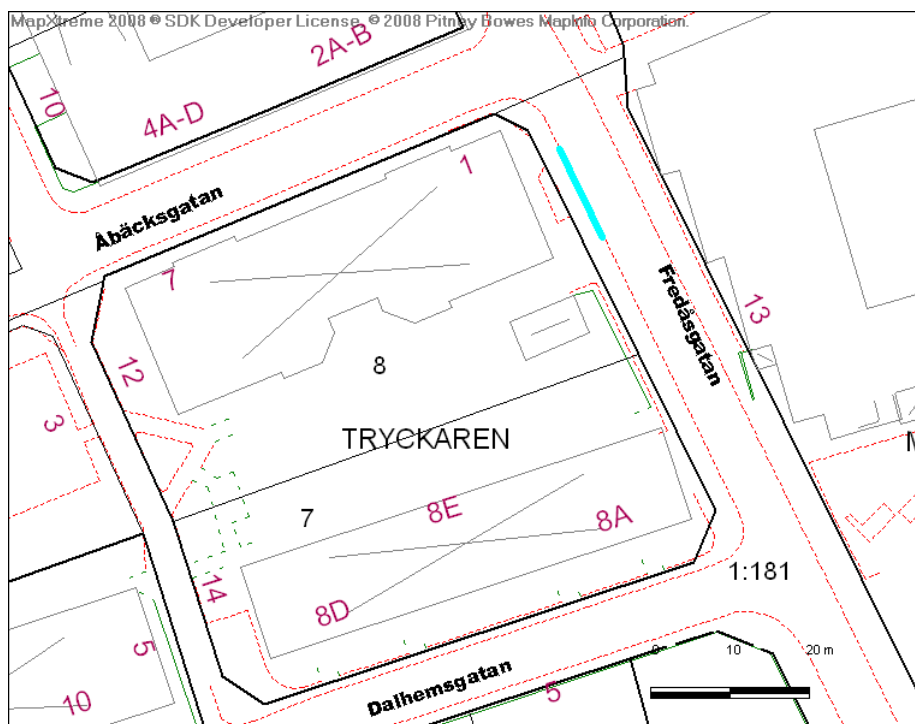 MapXtreme 2008 ® SDK Developer License. © 2008 Pitney Bowes MapInfo Corporation.
2A-B
10
4A-D
1
Åbäcksgatan
7
Fredåsgatan
13
12
8
3
TRYCKAREN
7
8E
8A
1:181
14
8D
5
0 10 20 m
Dalhemsgatan
5
10